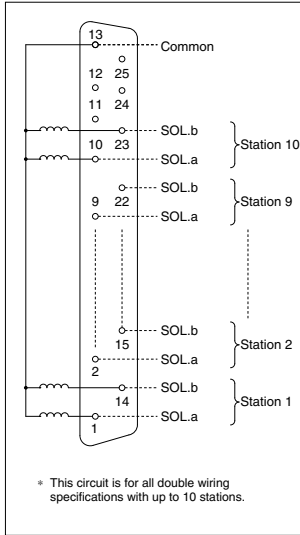 13
Common
12 25
11 24
SOL.b
10 23
Station 10
SOL.a
SOL.b
9 22
Station 9
SOL.a
SOL.b
15
Station 2
SOL.a
2
SOL.b
14
Station 1
SOL.a
1
* This circuit is for all double wiring
specifications with up to 10 stations.